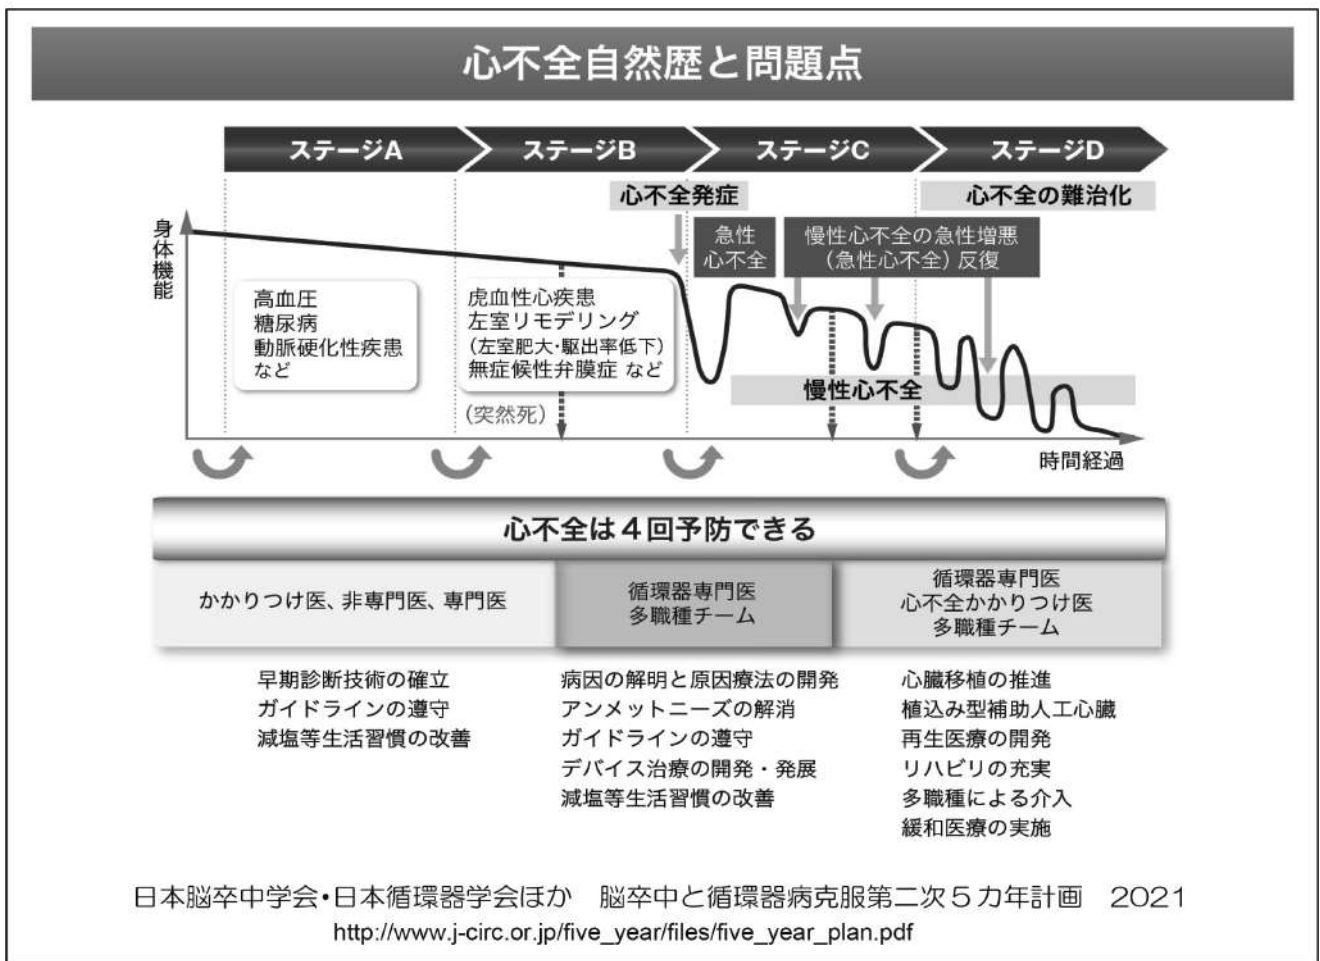 心不全自然歴と問題点
ステージA
ステージB
ステージC
ステージD
心不全発症
心不全の難治化
身体機能
急性
心不全
慢性心不全の急性増悪
(急性心不全) 反復
高血圧
糖尿病
動脈硬化性疾患
など
虚血性心疾患
左室リモデリング
(左室肥大・駆出率低下)
無症候性弁膜症 など
(突然死)
慢性心不全
時間経過
心不全は4回予防できる
かかりつけ医、非専門医、専門医
循環器専門医
多職種チーム
循環器専門医
心不全かかりつけ医
多職種チーム
早期診断技術の確立
ガイドラインの遵守
減塩等生活習慣の改善
病因の解明と原因療法の開発
アンメットニーズの解消
ガイドラインの遵守
デバイス治療の開発・発展
減塩等生活習慣の改善
心臓移植の推進
植込み型補助人工心臓
再生医療の開発
リハビリの充実
多職種による介入
緩和医療の実施
日本脳卒中学会・日本循環器学会ほか 脳卒中と循環器病克服第二次5カ年計画 2021
http://www.j-circ.or.jp/five_year/files/five_year_plan.pdf